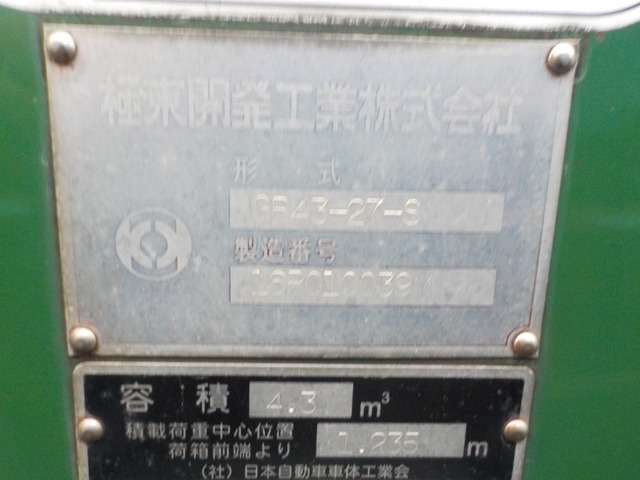 極東開発工業株式会社
形 式
GB43-27-S
製造番号
容 積 4.3 m³
積載荷重中心位置
荷箱前端より 1.235 m
(社)日本自動車車体工業会